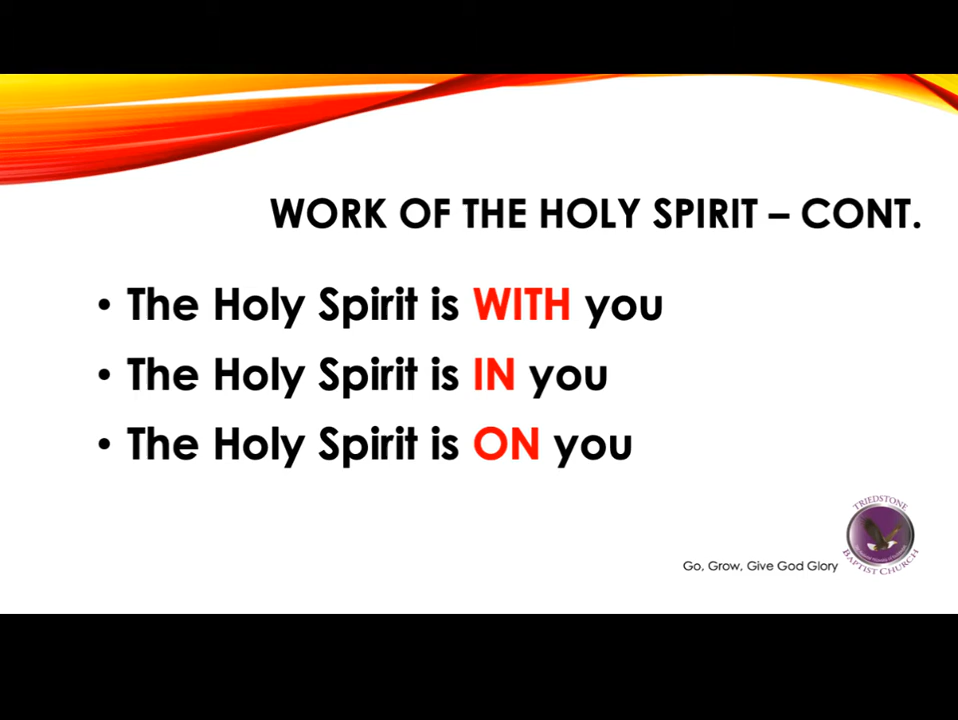 WORK OF THE HOLY SPIRIT – CONT.
• The Holy Spirit is WITH you
• The Holy Spirit is IN you
• The Holy Spirit is ON you
TRIEDSTONE
BAPTIST CHURCH
Go, Grow, Give God Glory